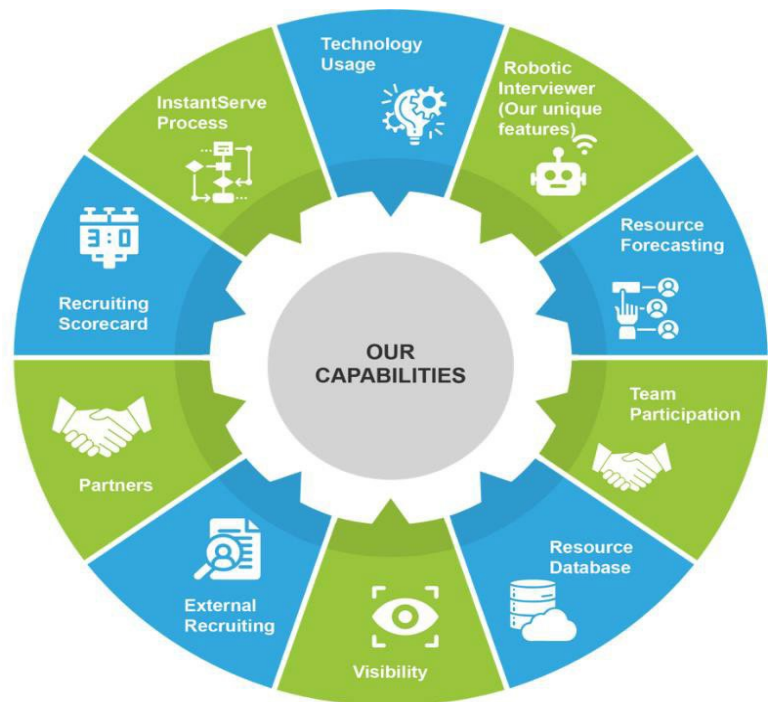 Technology
Usage
Robotic
Interviewer
(Our unique
features)
Resource
Forecasting
Team
Participation
Resource
Database
Visibility
External
Recruiting
Partners
Recruiting
Scorecard
3:0
InstantServe
Process
OUR
CAPABILITIES